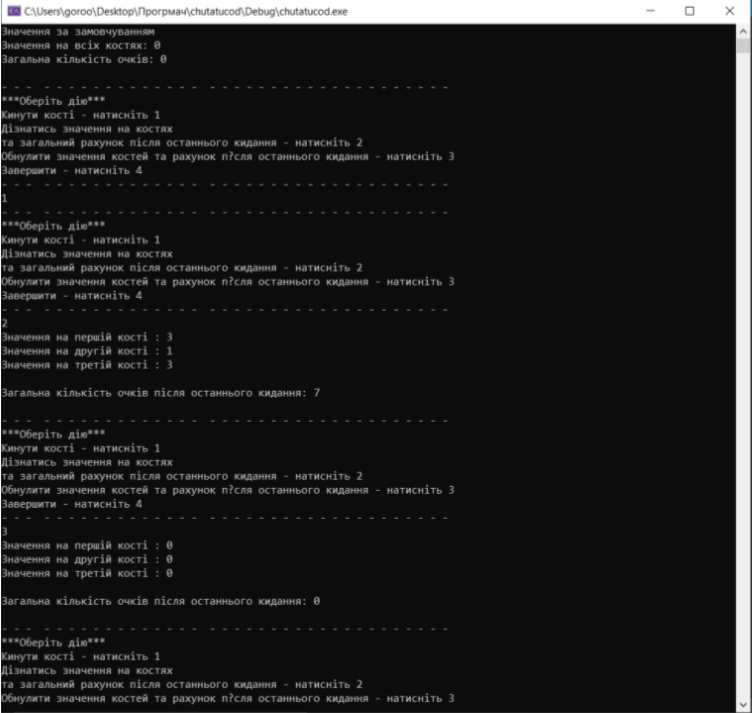 C:\Users\goroo\Desktop\Прогрмач\chutatucod\Debug\chutatucod.exe
Значення за замовчуванням
Значення на всіх костях: 0
Загальна кількість очків: 0
- - -  - - - - - - - - - - -  - - - - - - - - - - - - - - - - -
***Оберіть дію***
Кинути кості - натисніть 1
Дізнатись значення на костях
та загальний рахунок після останнього кидання - натисніть 2
Обнулити значення костей та рахунок п?сля останнього кидання - натисніть 3
Завершити - натисніть 4
- - -  - - - - - - - - - - -  - - - - - - - - - - - - - - - - -
1
- - -  - - - - - - - - - - -  - - - - - - - - - - - - - - - - -
***Оберіть дію***
Кинути кості - натисніть 1
Дізнатись значення на костях
та загальний рахунок після останнього кидання - натисніть 2
Обнулити значення костей та рахунок п?сля останнього кидання - натисніть 3
Завершити - натисніть 4
- - -  - - - - - - - - - - -  - - - - - - - - - - - - - - - - -
2
Значення на першій кості : 3
Значення на другій кості : 1
Значення на третій кості : 3
Загальна кількість очків після останнього кидання: 7
- - -  - - - - - - - - - - -  - - - - - - - - - - - - - - - - -
***Оберіть дію***
Кинути кості - натисніть 1
Дізнатись значення на костях
та загальний рахунок після останнього кидання - натисніть 2
Обнулити значення костей та рахунок п?сля останнього кидання - натисніть 3
Завершити - натисніть 4
- - -  - - - - - - - - - - -  - - - - - - - - - - - - - - - - -
3
Значення на першій кості : 0
Значення на другій кості : 0
Значення на третій кості : 0
Загальна кількість очків після останнього кидання: 0
- - -  - - - - - - - - - - -  - - - - - - - - - - - - - - - - -
***Оберіть дію***
Кинути кості - натисніть 1
Дізнатись значення на костях
та загальний рахунок після останнього кидання - натисніть 2
Обнулити значення костей та рахунок п?сля останнього кидання - натисніть 3